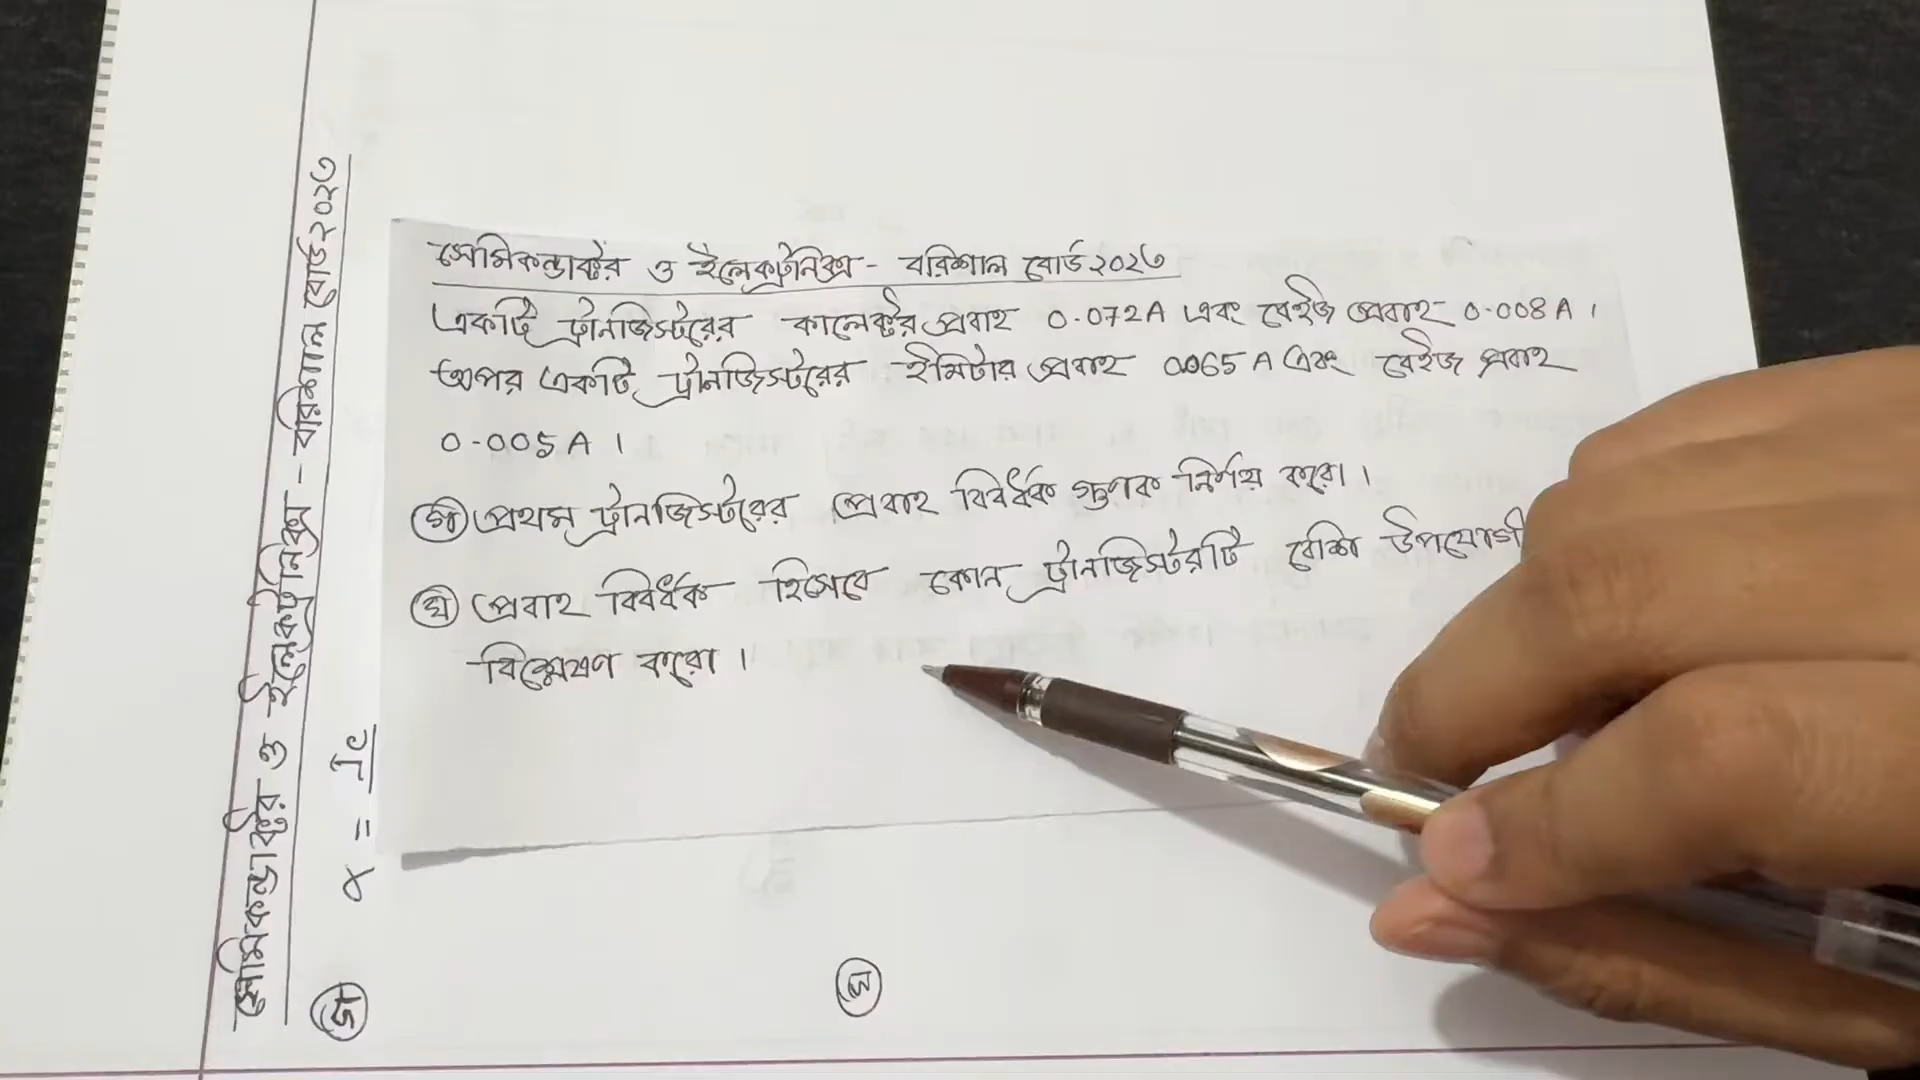 সেমিকন্ডাক্টর ও ইলেকট্রনিক্স - বরিশাল বোর্ড ২০২৩
একটি ট্রানজিস্টরের কালেক্টর প্রবাহ 0.072A এবং বেইজ প্রবাহ 0.008A ।
অপর একটি ট্রানজিস্টরের ইমিটার প্রবাহ 0.065 A এবং বেইজ প্রবাহ
0.005A ।
(গ) প্রথম ট্রানজিস্টরের প্রবাহ বিবর্ধক গুণক নির্ণয় করো ।
(ঘ) প্রবাহ বিবর্ধক হিসেবে কোন ট্রানজিস্টরটি বেশি উপযোগী
বিশ্লেষণ করো ।
সেমিকন্ডাক্টর ও ইলেকট্রনিক্স - বরিশাল বোর্ড ২০২৩
(গ) α = Ic
(ঘ)